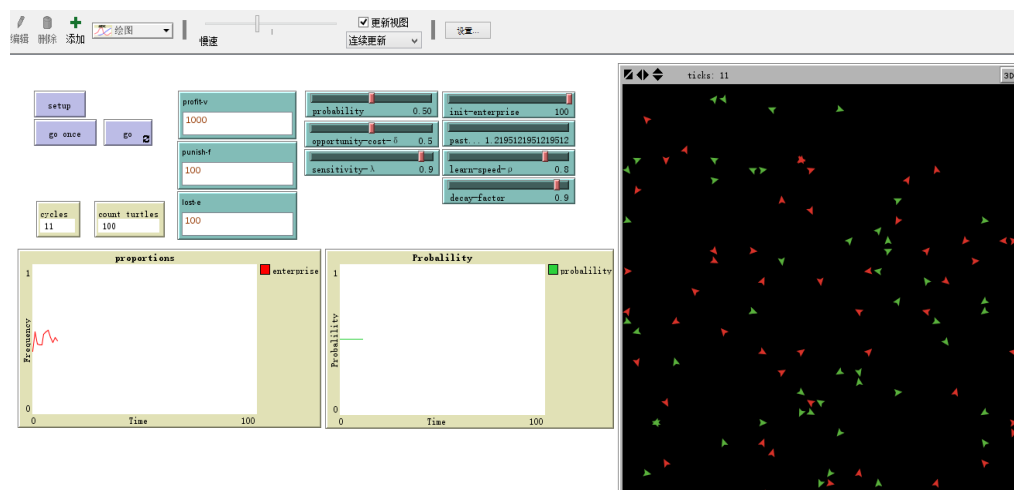 编辑 删除 添加 绘图 慢速 更新视图 连续更新 设置...
ticks: 11 3D
setup
go once go
profit-v
1000
punish-f
100
lost-e
100
probability 0.50
opportunity-cost-δ 0.5
sensitivity-λ 0.9
init-enterprise 100
past... 1.2195121951219512
learn-speed-ρ 0.8
decay-factor 0.9
cycles
11
count turtles
100
proportions
enterprise
1
Frequency
0
0 Time 100
Probalility
probalility
1
Probalility
0
0 Time 100